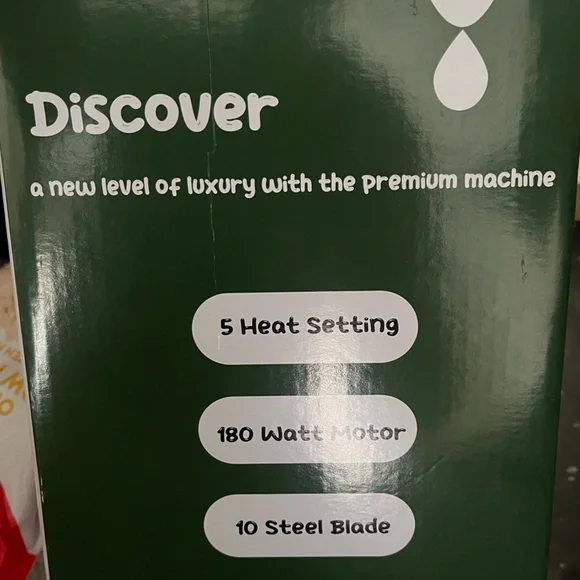 Discover
a new level of luxury with the premium machine
5 Heat Setting
180 Watt Motor
10 Steel Blade